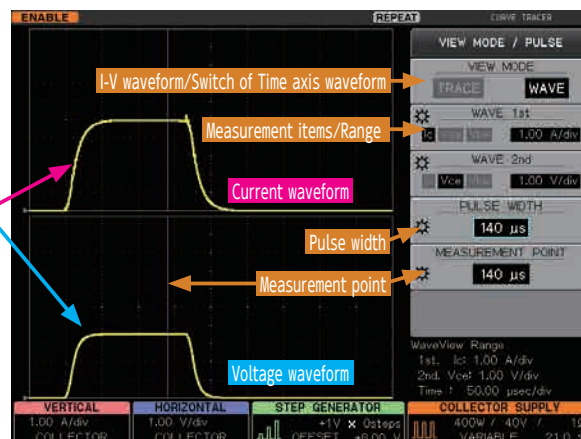 ENABLE
REPEAT
CURVE TRACER
VIEW MODE / PULSE
VIEW MODE
I-V waveform/Switch of Time axis waveform
TRACE WAVE
WAVE 1st
Measurement items/Range
Ic 1.00 A/div
WAVE 2nd
Current waveform
Vce 1.00 V/div
PULSE WIDTH
Pulse width
140 µs
MEASUREMENT POINT
Measurement point
140 µs
WaveView Range
1st. Ic: 1.00 A/div
2nd. Vce: 1.00 V/div
Time : 50.00 µsec/div
Voltage waveform
VERTICAL HORIZONTAL STEP GENERATOR COLLECTOR SUPPLY
1.00 A/div 1.00 V/div +1V × 0steps 400W / 40V /
COLLECTOR COLLECTOR OFFSET +8.00 V VARIABLE 21.0